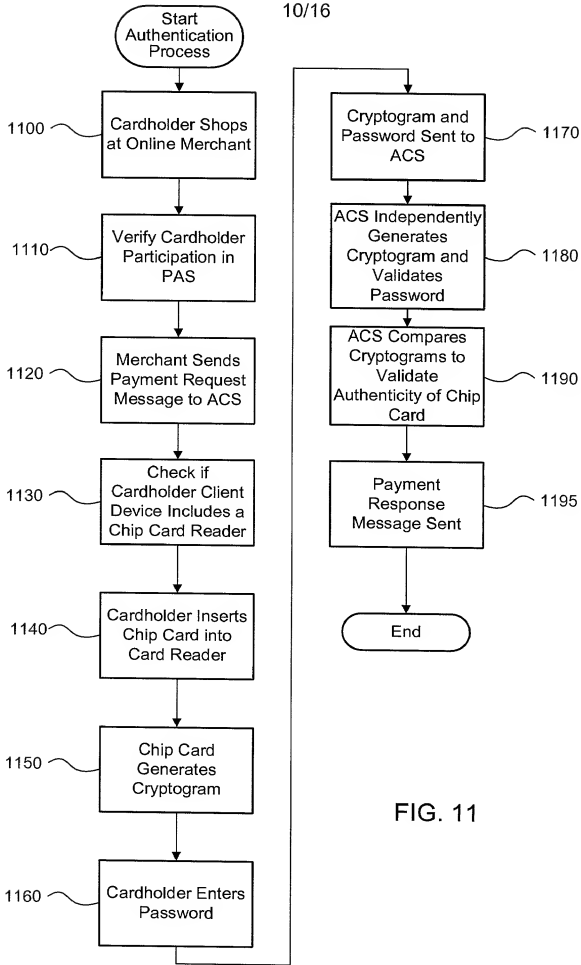 10/16
Start
Authentication
Process
1100
Cardholder Shops
at Online Merchant
1110
Verify Cardholder
Participation in
PAS
1120
Merchant Sends
Payment Request
Message to ACS
1130
Check if
Cardholder Client
Device Includes a
Chip Card Reader
1140
Cardholder Inserts
Chip Card into
Card Reader
1150
Chip Card
Generates
Cryptogram
1160
Cardholder Enters
Password
Cryptogram and
Password Sent to
ACS
1170
ACS Independently
Generates
Cryptogram and
Validates
Password
1180
ACS Compares
Cryptograms to
Validate
Authenticity of Chip
Card
1190
Payment
Response
Message Sent
1195
End
FIG. 11